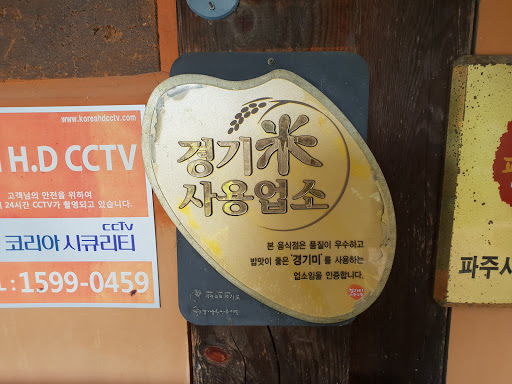 www.koreahdcctv.com
H.D CCTV
고객님의 안전을 위하여
24시간 CCTV가 촬영되고 있습니다.
CCTV
코리아 시큐리티
1599-0459
경기米
사용업소
본 음식점은 품질이 우수하고
밥맛이 좋은 '경기미'를 사용하는
업소임을 인증합니다.
파주시